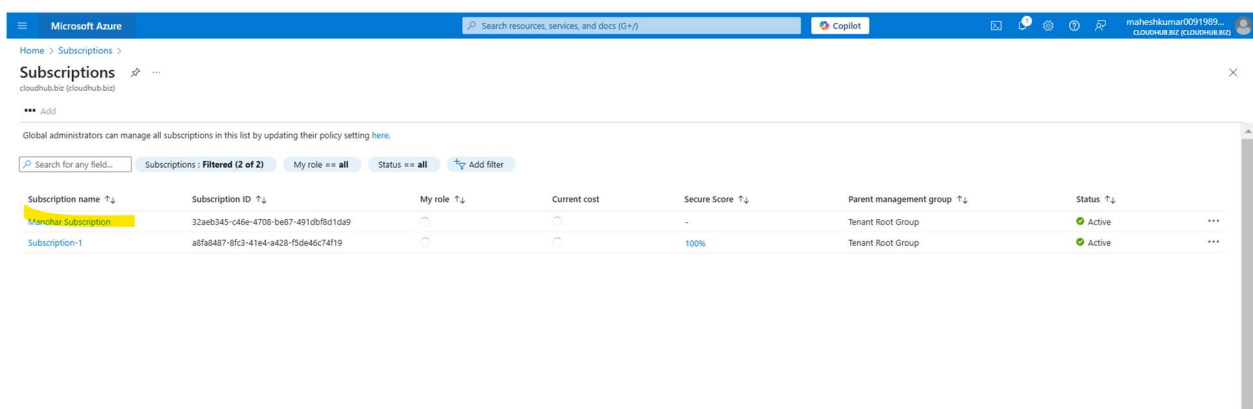 Microsoft Azure
Search resources, services, and docs (G+/)
Copilot
1
maheshkumar0091989...
CLOUDHUB.BIZ (CLOUDHUB.BIZ)
Home > Subscriptions >
Subscriptions ...
cloudhub.biz (cloudhub.biz)
Add
Global administrators can manage all subscriptions in this list by updating their policy setting here.
Search for any field... Subscriptions : Filtered (2 of 2) My role == all Status == all Add filter
Subscription name ↑↓ Subscription ID ↑↓ My role ↑↓ Current cost Secure Score ↑↓ Parent management group ↑↓ Status ↑↓
Manohar Subscription 32aeb345-c46e-4708-be87-491dbf8d1da9 - Tenant Root Group Active ...
Subscription-1 a8fa8487-8fc3-41e4-a428-f5de46c74f19 100% Tenant Root Group Active ...